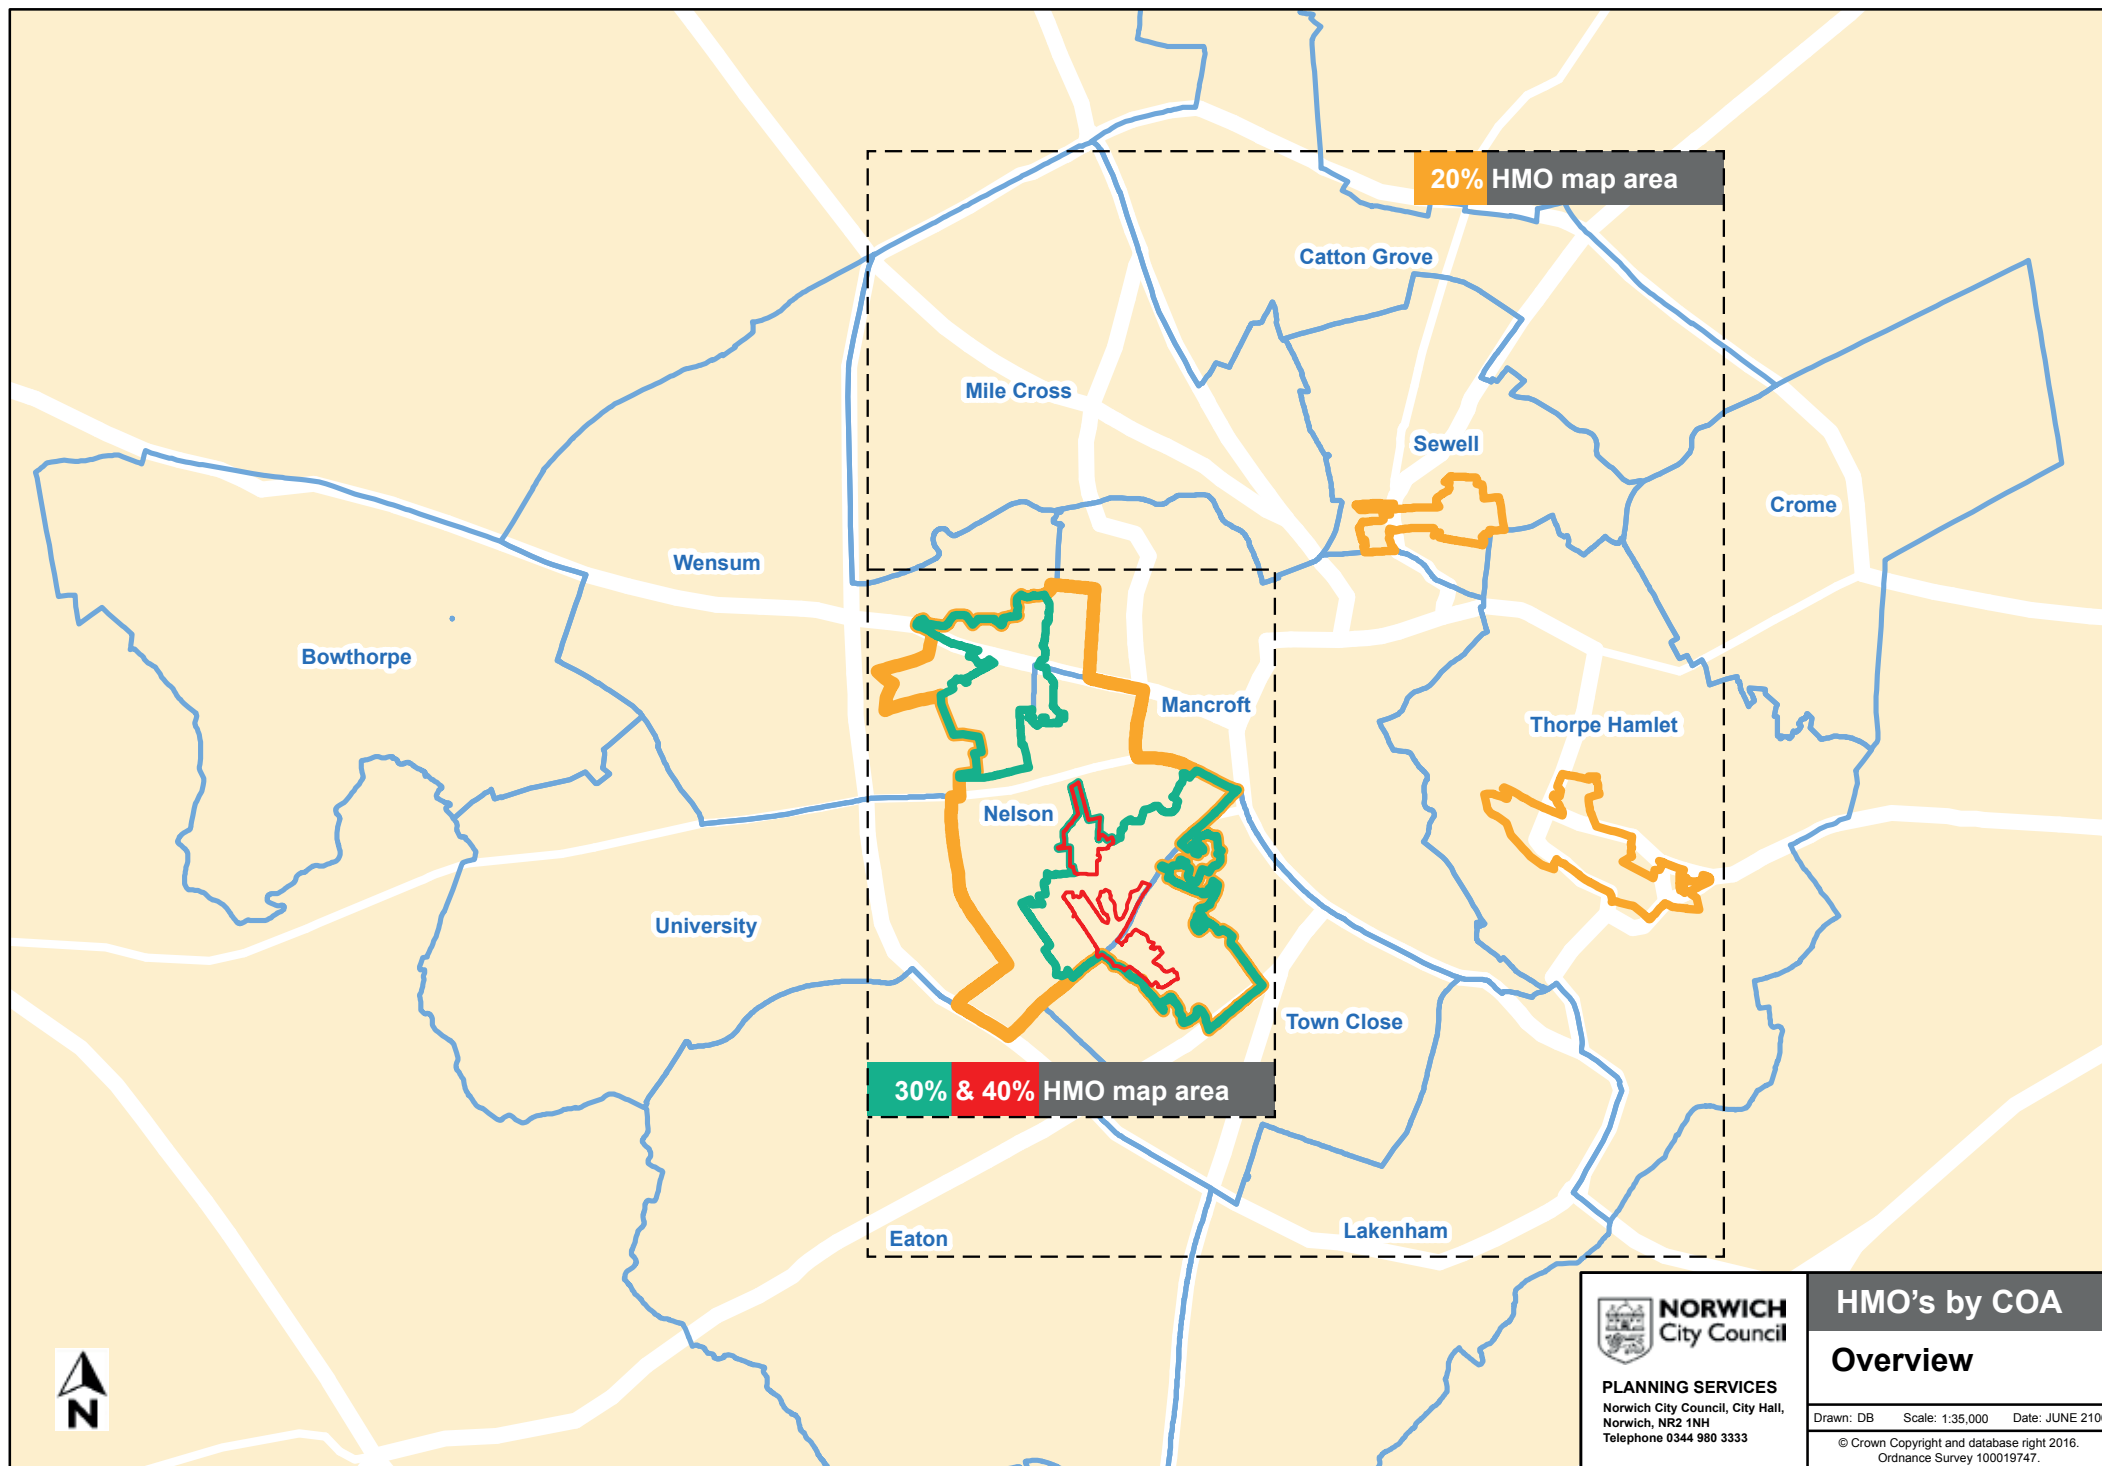 20% HMO map area
Catton Grove
Mile Cross
Sewell
Crome
Wensum
Bowthorpe
Mancroft
Thorpe Hamlet
Nelson
University
Town Close
30% & 40% HMO map area
Eaton
Lakenham
N
NORWICH
City Council
PLANNING SERVICES
Norwich City Council, City Hall,
Norwich, NR2 1NH
Telephone 0344 980 3333
HMO's by COA
Overview
Drawn: DB Scale: 1:35,000 Date: JUNE 210
© Crown Copyright and database right 2016.
Ordnance Survey 100019747.